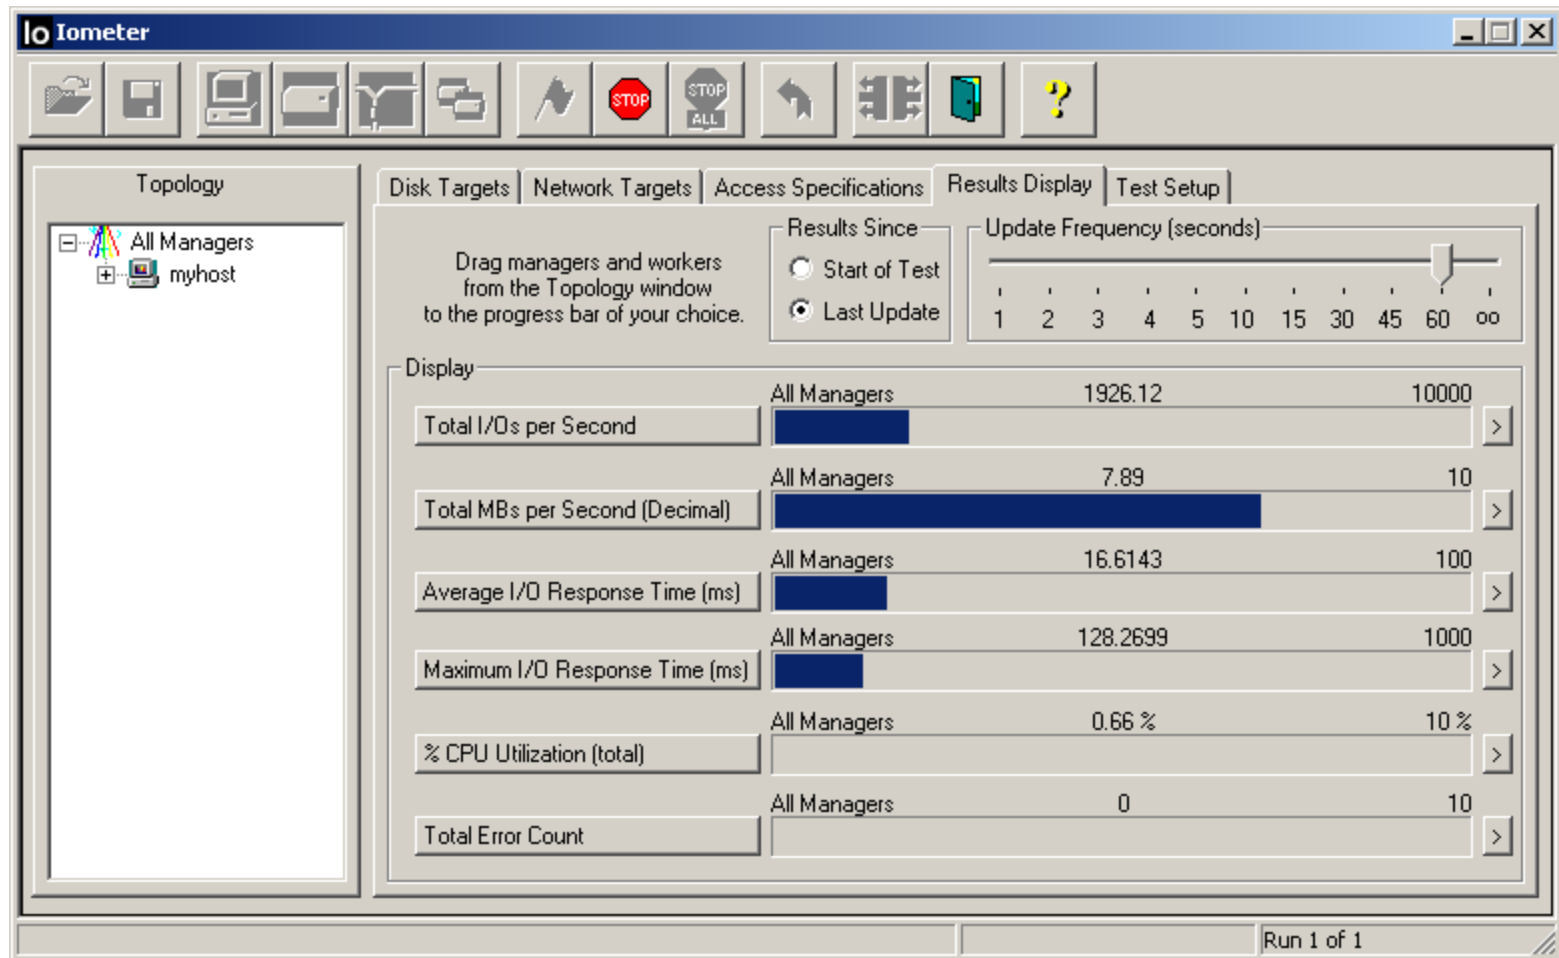 Io Iometer
STOP
STOP
ALL
?
Topology
All Managers
myhost
Disk Targets
Network Targets
Access Specifications
Results Display
Test Setup
Drag managers and workers
from the Topology window
to the progress bar of your choice.
Results Since
Start of Test
Last Update
Update Frequency (seconds)
1 2 3 4 5 10 15 30 45 60 oo
Display
All Managers 1926.12 10000
Total I/Os per Second >
All Managers 7.89 10
Total MBs per Second (Decimal) >
All Managers 16.6143 100
Average I/O Response Time (ms) >
All Managers 128.2699 1000
Maximum I/O Response Time (ms) >
All Managers 0.66 % 10 %
% CPU Utilization (total) >
All Managers 0 10
Total Error Count >
Run 1 of 1